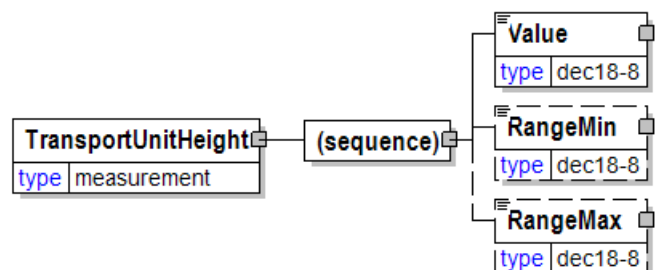 TransportUnitHeight
type measurement
(sequence)
Value
type dec18-8
RangeMin
type dec18-8
RangeMax
type dec18-8